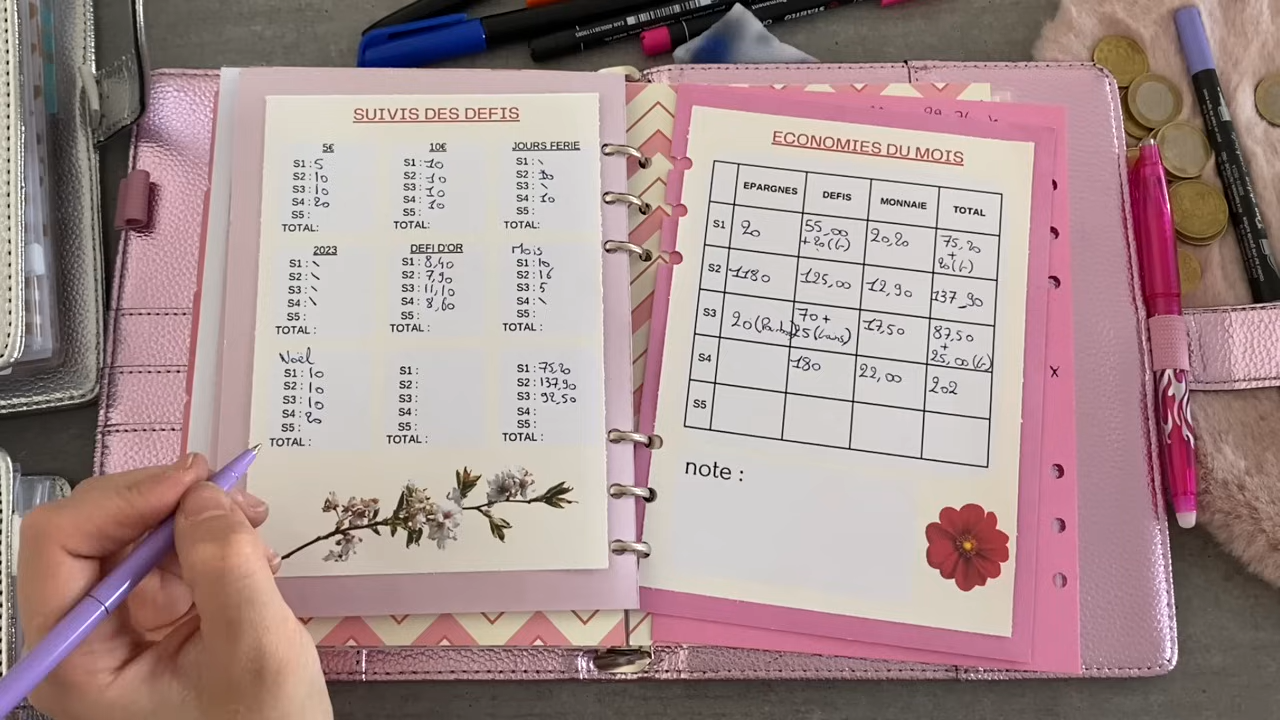 SUIVIS DES DEFIS
5€
S1 : 5
S2 : 10
S3 : 10
S4 : 20
S5 :
TOTAL:
10€
S1 : 10
S2 : 10
S3 : 10
S4 : 10
S5 :
TOTAL:
JOURS FERIE
S1 : \
S2 :
S3 : \
S4 : 10
S5 :
TOTAL:
2023
S1 : \
S2 : \
S3 : \
S4 : \
S5 :
TOTAL :
DEFI D'OR
S1 : 8,40
S2 : 7,90
S3 : 11,10
S4 : 8,60
S5 :
TOTAL :
Mois
S1 : 10
S2 : 16
S3 : 5
S4 : \
S5 :
TOTAL :
Noël
S1 : 10
S2 : 10
S3 : 10
S4 : 20
S5 :
TOTAL :
S1 :
S2 :
S3 :
S4 :
S5 :
TOTAL :
S1 : 75,20
S2 : 137,90
S3 : 92,50
S4 :
S5 :
TOTAL :
ECONOMIES DU MOIS
EPARGNES DEFIS MONNAIE TOTAL
S1 20 55,00 +20(b) 20,20 75,20 + 20(b)
S2 1180 125,00 12,90 137,90
S3 20 70 + 25 17,50 87,50 + 25,00(b)
S4 180 22,00 202
S5
note :
x